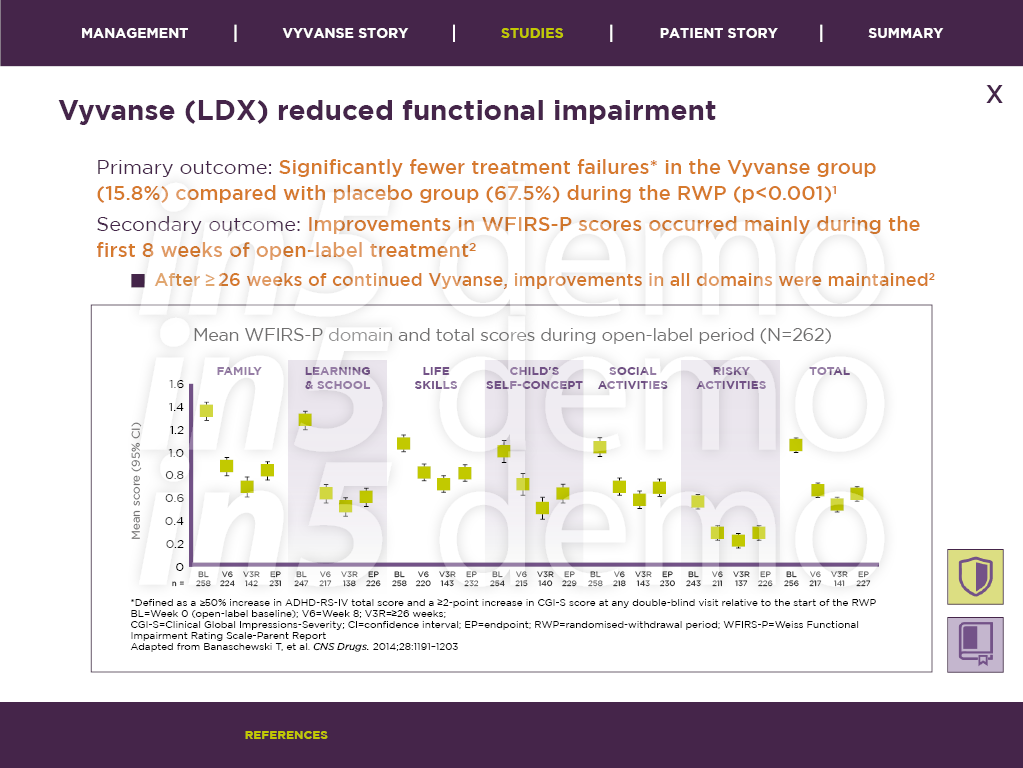 MANAGEMENT | VYVANSE STORY | STUDIES | PATIENT STORY | SUMMARY
X
Vyvanse (LDX) reduced functional impairment
Primary outcome: Significantly fewer treatment failures* in the Vyvanse group
(15.8%) compared with placebo group (67.5%) during the RWP (p<0.001)¹
Secondary outcome: Improvements in WFIRS-P scores occurred mainly during the
first 8 weeks of open-label treatment²
■ After ≥ 26 weeks of continued Vyvanse, improvements in all domains were maintained²
in5 demo
in5 demo
in5 demo
Mean WFIRS-P domain and total scores during open-label period (N=262)
FAMILY
LEARNING
& SCHOOL
LIFE
SKILLS
CHILD'S
SELF-CONCEPT
SOCIAL
ACTIVITIES
RISKY
ACTIVITIES
TOTAL
Mean score (95% CI)
1.6
1.4
1.2
1.0
0.8
0.6
0.4
0.2
0
BL V6 V3R EP BL V6 V3R EP BL V6 V3R EP BL V6 V3R EP BL V6 V3R EP BL V6 V3R EP BL V6 V3R EP
n = 258 224 142 231 247 217 138 226 258 220 143 232 254 215 140 229 258 218 143 230 243 211 137 226 256 217 141 227
*Defined as a ≥50% increase in ADHD-RS-IV total score and a ≥2-point increase in CGI-S score at any double-blind visit relative to the start of the RWP
BL=Week 0 (open-label baseline); V6=Week 8; V3R=≥26 weeks;
CGI-S=Clinical Global Impressions-Severity; CI=confidence interval; EP=endpoint; RWP=randomised-withdrawal period; WFIRS-P=Weiss Functional
Impairment Rating Scale-Parent Report
Adapted from Banaschewski T, et al. CNS Drugs. 2014;28:1191–1203
REFERENCES